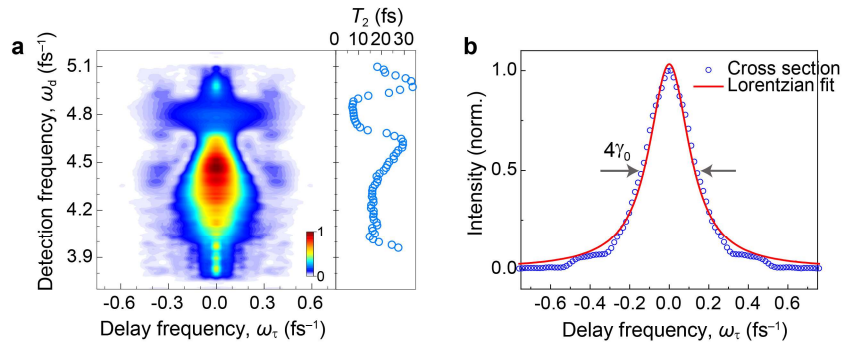 a
T₂ (fs)
0 10 20 30
Detection frequency, ω_d (fs⁻¹)
5.1
4.8
4.5
4.2
3.9
1
0
-0.6 -0.3 0.0 0.3 0.6
Delay frequency, ω_τ (fs⁻¹)
b
Intensity (norm.)
1.0
0.5
0.0
Cross section
Lorentzian fit
4γ₀
-0.6 -0.4 -0.2 0.0 0.2 0.4 0.6
Delay frequency, ω_τ (fs⁻¹)